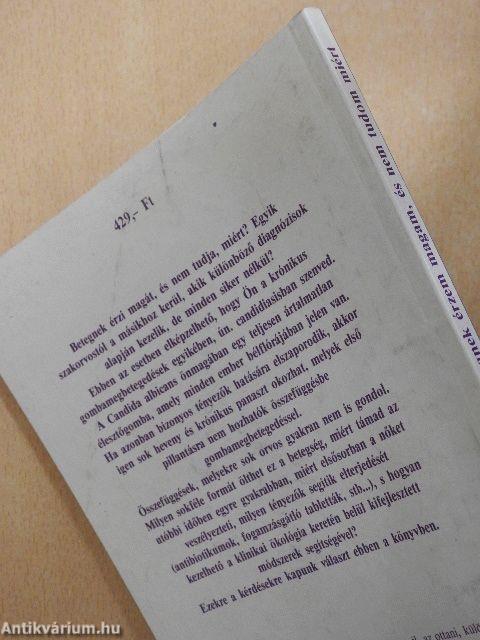 429,- Ft
Betegnek érzi magát, és nem tudja, miért? Egyik
szakorvostól a másikhoz kerül, akik különböző diagnózisok
alapján kezelik, de minden siker nélkül?
Ebben az esetben elképzelhető, hogy Ön a krónikus
gombamegbetegedések egyikében, ún. candidiasisban szenved.
A Candida albicans önmagában egy teljesen ártalmatlan
élesztőgomba, amely minden ember bélflórájában jelen van.
Ha azonban bizonyos tényezők hatására elszaporodik, akkor
igen sok heveny és krónikus panaszt okozhat, melyek első
pillantásra nem hozhatók összefüggésbe
gombamegbetegedéssel.
Összefüggések, melyekre sok orvos gyakran nem is gondol.
Milyen sokféle formát ölthet ez a betegség, miért támad az
utóbbi időben egyre gyakrabban, miért elsősorban a nőket
veszélyezteti, milyen tényezők segítik elterjedését
(antibiotikumok, fogamzásgátló tabletták, stb..), s hogyan
kezelhető a klinikai ökológia keretén belül kifejlesztett
módszerek segítségével?
Ezekre a kérdésekre kapunk választ ebben a könyvben.
érzem magam, és nem tudom miért
az ottani,
Antikvárium.hu